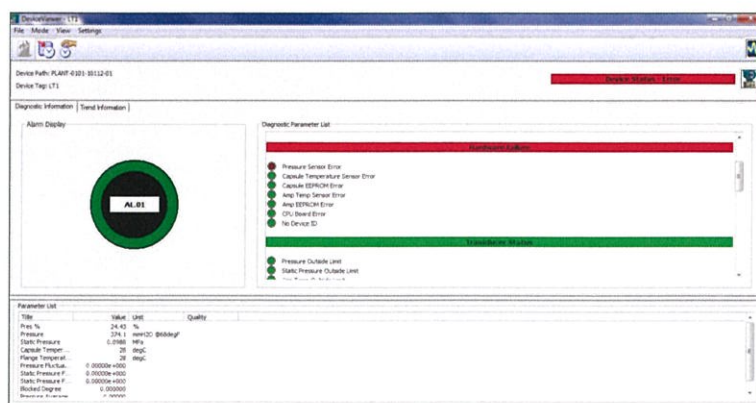 DeviceViewer - LT1
File Mode View Settings
Device Path: PLANT-0101-10112-01
Device Tag: LT1
Device Status : Error
Diagnostic Information Trend Information
Alarm Display
AL.01
Diagnostic Parameter List
Hardware Failure
Pressure Sensor Error
Capsule Temperature Sensor Error
Capsule EEPROM Error
Amp Temp Sensor Error
Amp EEPROM Error
CPU Board Error
No Device ID
Transducer Status
Pressure Outside Limit
Static Pressure Outside Limit
Parameter List
Title Value Unit Quality
Pres % 24.43 %
Pressure 374.1 mmH2O @68degF
Static Pressure 0.0988 MPa
Capsule Temper... 28 degC
Flange Temperat... 28 degC
Pressure Fluctua... 0.00000e+000
Static Pressure F... 0.00000e+000
Static Pressure F... 0.00000e+000
Blocked Degree 0.000000
Pressure Average 0.00000